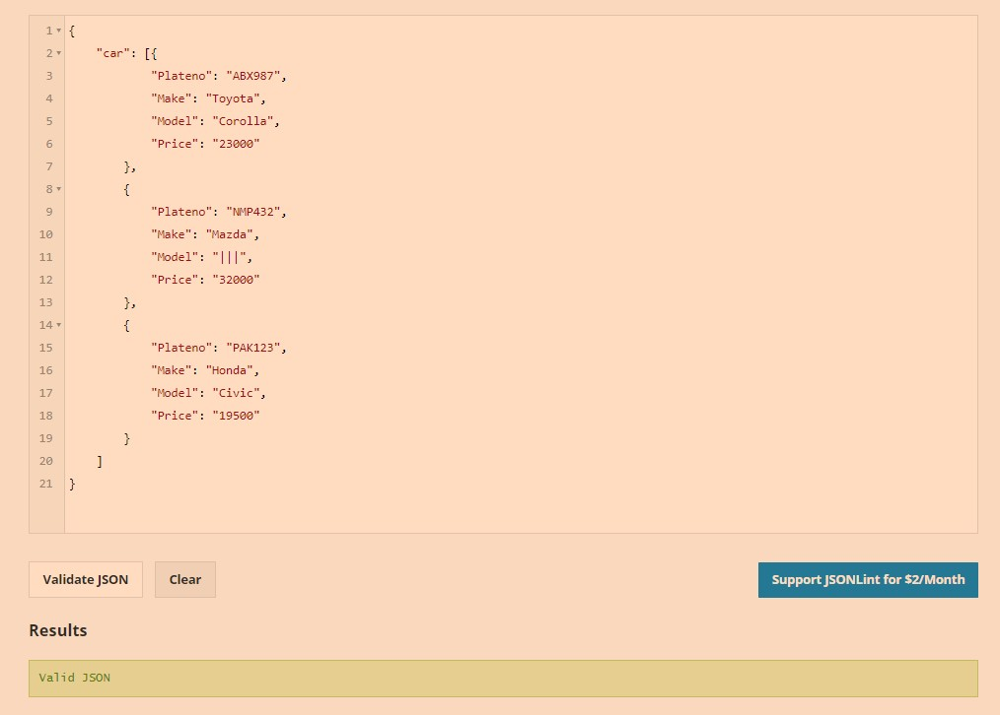 1 {
2 "car": [{
3 "Plateno": "ABX987",
4 "Make": "Toyota",
5 "Model": "Corolla",
6 "Price": "23000"
7 },
8 {
9 "Plateno": "NMP432",
10 "Make": "Mazda",
11 "Model": "|||",
12 "Price": "32000"
13 },
14 {
15 "Plateno": "PAK123",
16 "Make": "Honda",
17 "Model": "Civic",
18 "Price": "19500"
19 }
20 ]
21 }
Validate JSON Clear Support JSONLint for $2/Month
Results
Valid JSON